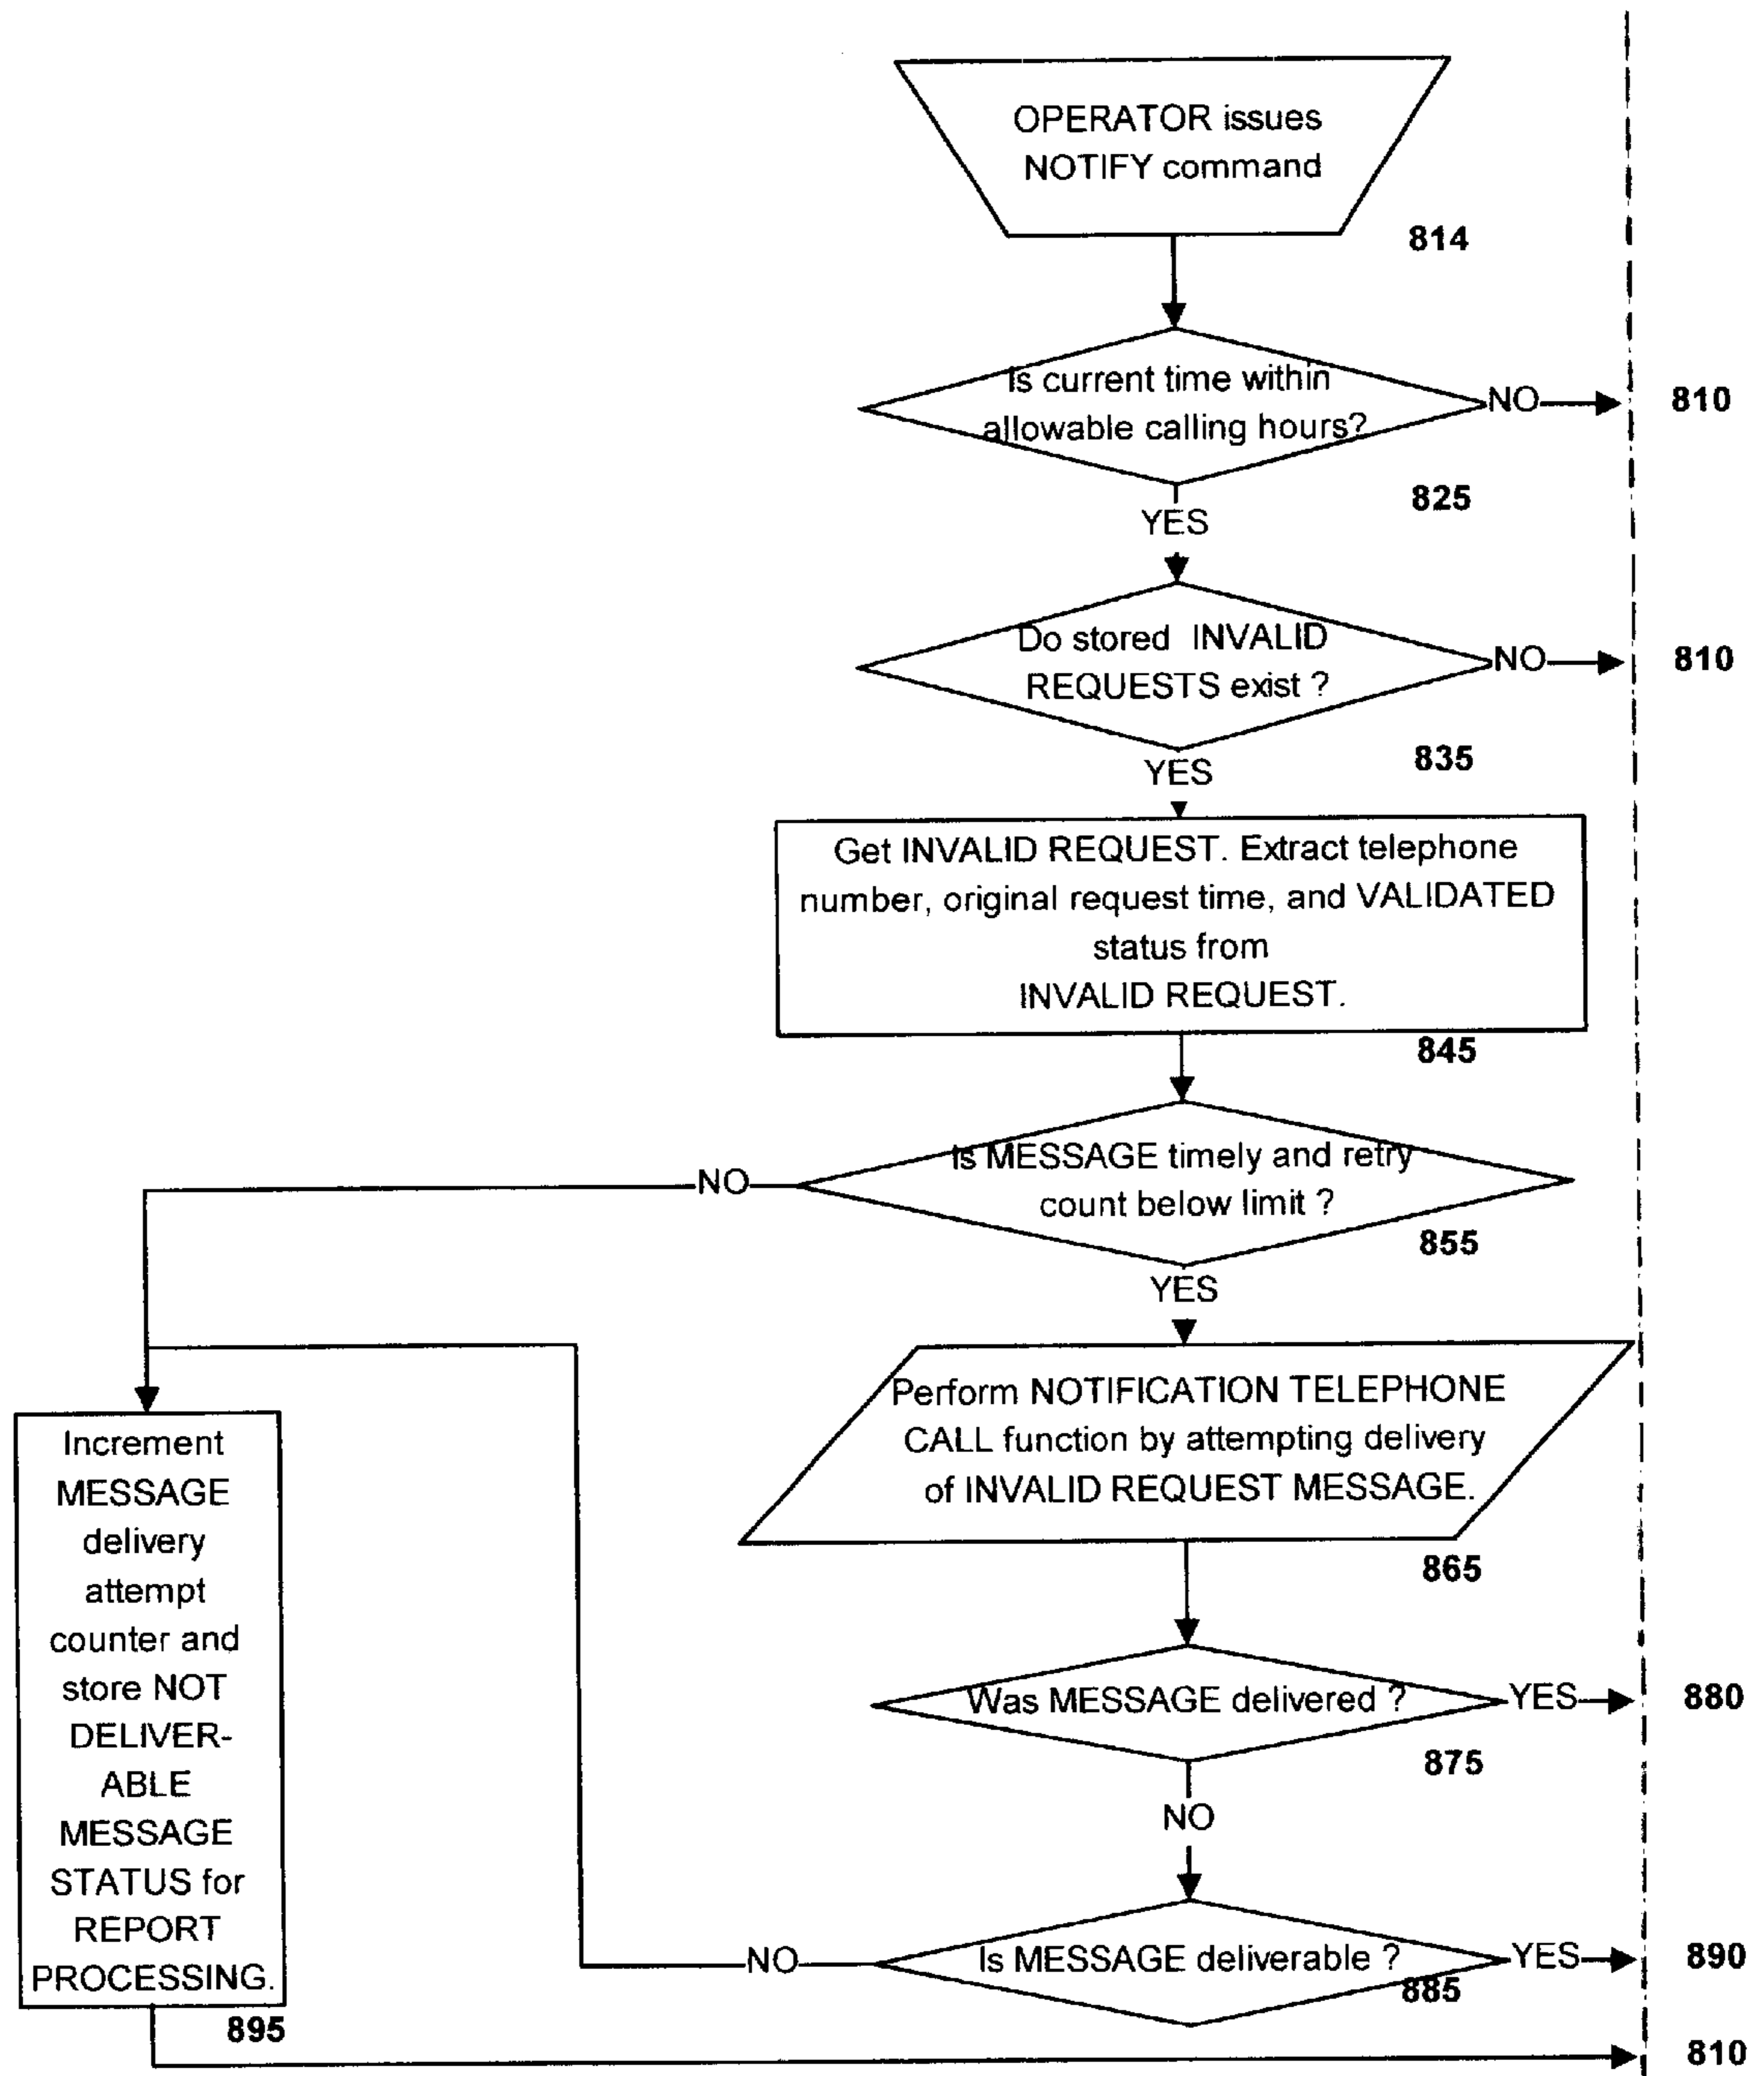 OPERATOR issues
NOTIFY command
814
Is current time within
allowable calling hours?
NO
810
825
YES
Do stored INVALID
REQUESTS exist ?
NO
810
835
YES
Get INVALID REQUEST. Extract telephone
number, original request time, and VALIDATED
status from
INVALID REQUEST.
845
Is MESSAGE timely and retry
count below limit ?
NO
855
YES
Perform NOTIFICATION TELEPHONE
CALL function by attempting delivery
of INVALID REQUEST MESSAGE.
865
Increment
MESSAGE
delivery
attempt
counter and
store NOT
DELIVER-
ABLE
MESSAGE
STATUS for
REPORT
PROCESSING.
895
Was MESSAGE delivered ?
YES
880
875
NO
Is MESSAGE deliverable ?
NO
YES
890
885
810